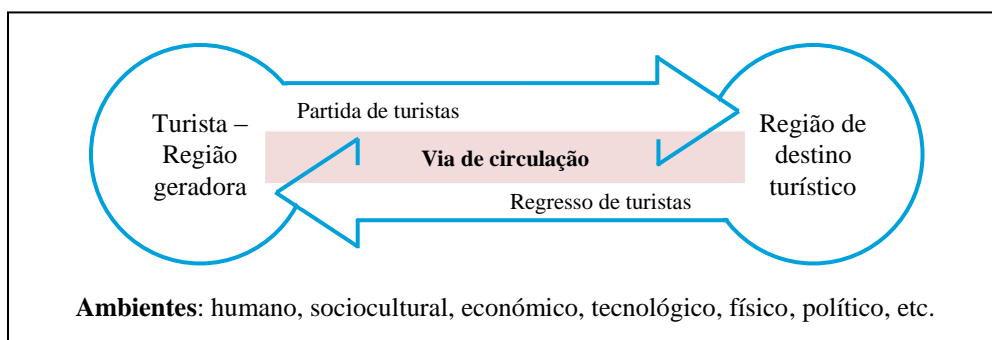 Partida de turistas
Turista –
Região
geradora
Via de circulação
Região de
destino
turístico
Regresso de turistas
Ambientes: humano, sociocultural, económico, tecnológico, físico, político, etc.